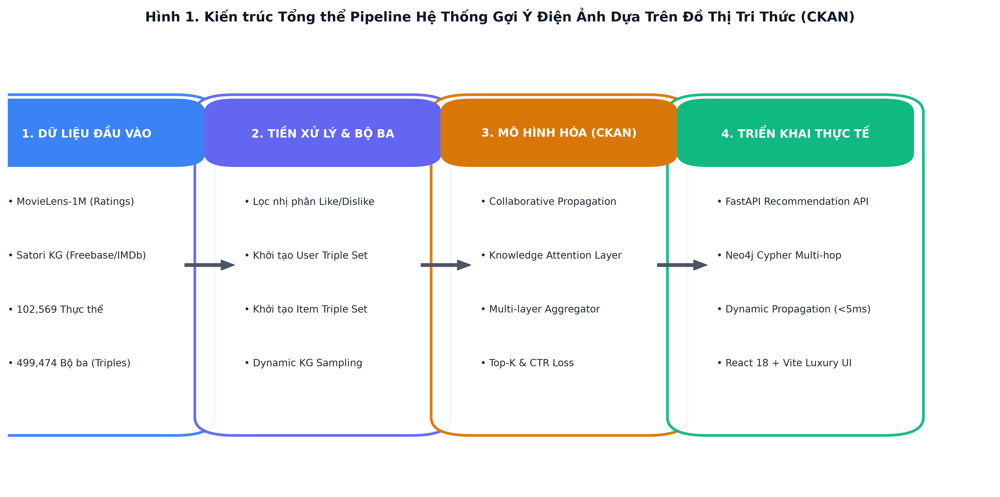 Hình 1. Kiến trúc Tổng thể Pipeline Hệ Thống Gợi Ý Điện Ảnh Dựa Trên Đồ Thị Tri Thức (CKAN)
1. DỮ LIỆU ĐẦU VÀO
• MovieLens-1M (Ratings)
• Satori KG (Freebase/IMDb)
• 102,569 Thực thể
• 499,474 Bộ ba (Triples)
2. TIỀN XỬ LÝ & BỘ BA
• Lọc nhị phân Like/Dislike
• Khởi tạo User Triple Set
• Khởi tạo Item Triple Set
• Dynamic KG Sampling
3. MÔ HÌNH HÓA (CKAN)
• Collaborative Propagation
• Knowledge Attention Layer
• Multi-layer Aggregator
• Top-K & CTR Loss
4. TRIỂN KHAI THỰC TẾ
• FastAPI Recommendation API
• Neo4j Cypher Multi-hop
• Dynamic Propagation (<5ms)
• React 18 + Vite Luxury UI